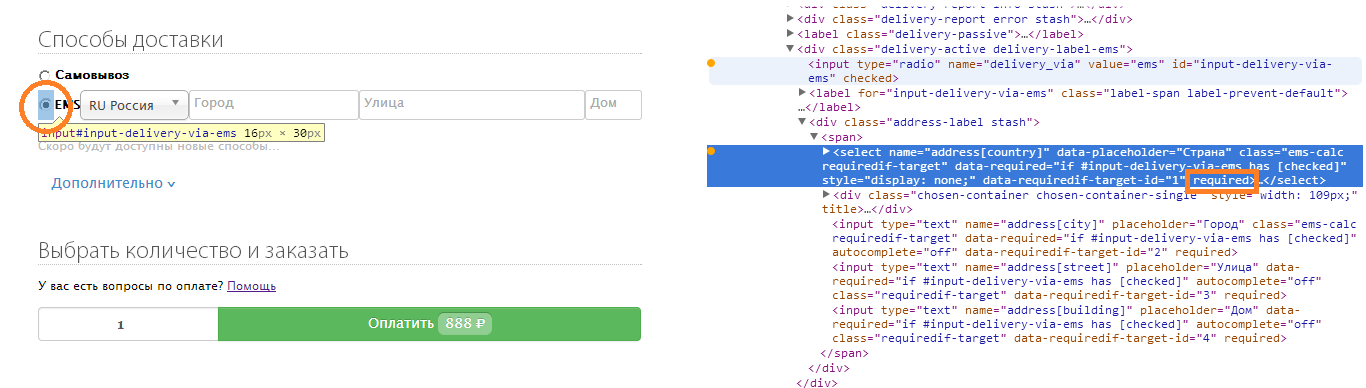 Способы доставки
Самовывоз
EMS RU Россия Город Улица Дом
input#input-delivery-via-ems 16px × 30px
Скоро будут доступны новые способы...
Дополнительно
Выбрать количество и заказать
У вас есть вопросы по оплате? Помощь
1 Оплатить 888 ₽
<div class="delivery-report error stash">…</div>
<label class="delivery-passive">…</label>
<div class="delivery-active delivery-label-ems">
<input type="radio" name="delivery_via" value="ems" id="input-delivery-via-
ems" checked>
<label for="input-delivery-via-ems" class="label-span label-prevent-default">
…</label>
<div class="address-label stash">
<span>
<select name="address[country]" data-placeholder="Страна" class="ems-calc
requiredif-target" data-required="if #input-delivery-via-ems has [checked]"
style="display: none;" data-requiredif-target-id="1" required>…</select>
<div class="chosen-container chosen-container-single" style="width: 109px;"
title>…</div>
<input type="text" name="address[city]" placeholder="Город" class="ems-calc
requiredif-target" data-required="if #input-delivery-via-ems has [checked]"
autocomplete="off" data-requiredif-target-id="2" required>
<input type="text" name="address[street]" placeholder="Улица" data-
required="if #input-delivery-via-ems has [checked]" autocomplete="off"
class="requiredif-target" data-requiredif-target-id="3" required>
<input type="text" name="address[building]" placeholder="Дом" data-
required="if #input-delivery-via-ems has [checked]" autocomplete="off"
class="requiredif-target" data-requiredif-target-id="4" required>
</span>
</div>
</div>